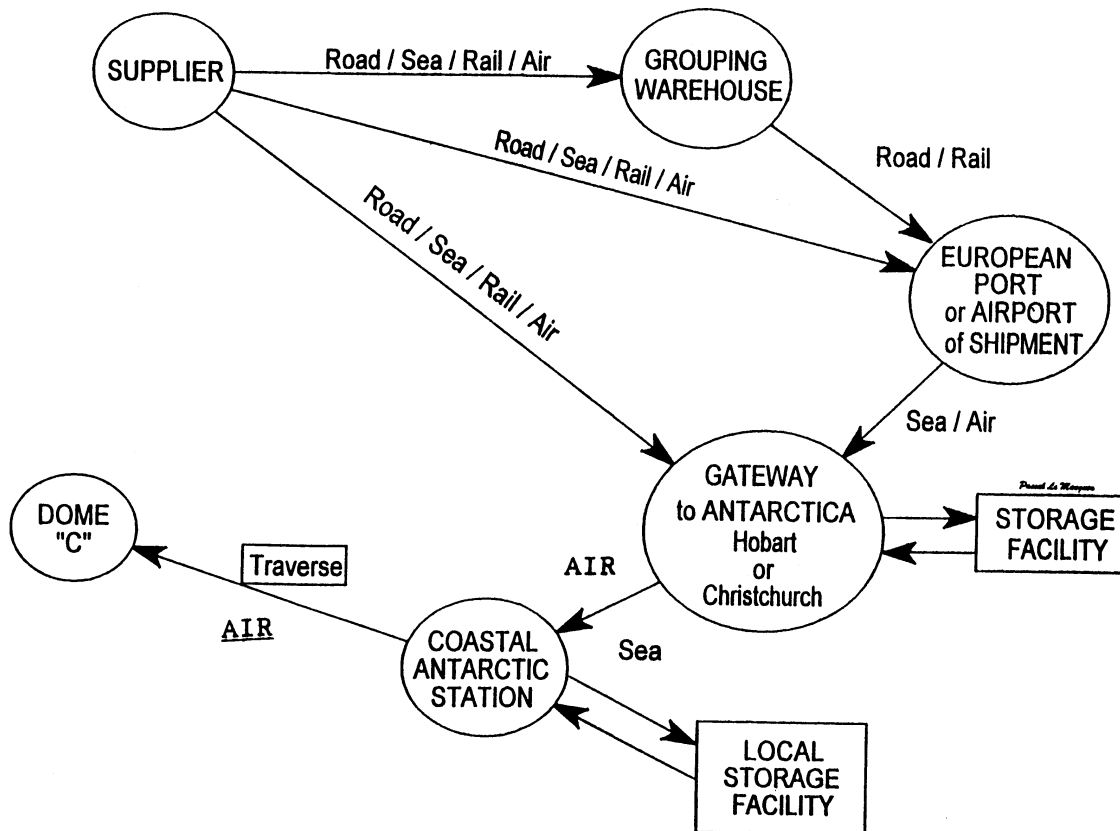 SUPPLIER
Road / Sea / Rail / Air
GROUPING
WAREHOUSE
Road / Sea / Rail / Air
Road / Rail
Road / Sea / Rail / Air
EUROPEAN
PORT
or AIRPORT
of SHIPMENT
Sea / Air
GATEWAY
to ANTARCTICA
Hobart
or
Christchurch
STORAGE
FACILITY
DOME
"C"
Traverse
AIR
AIR
Sea
COASTAL
ANTARCTIC
STATION
LOCAL
STORAGE
FACILITY